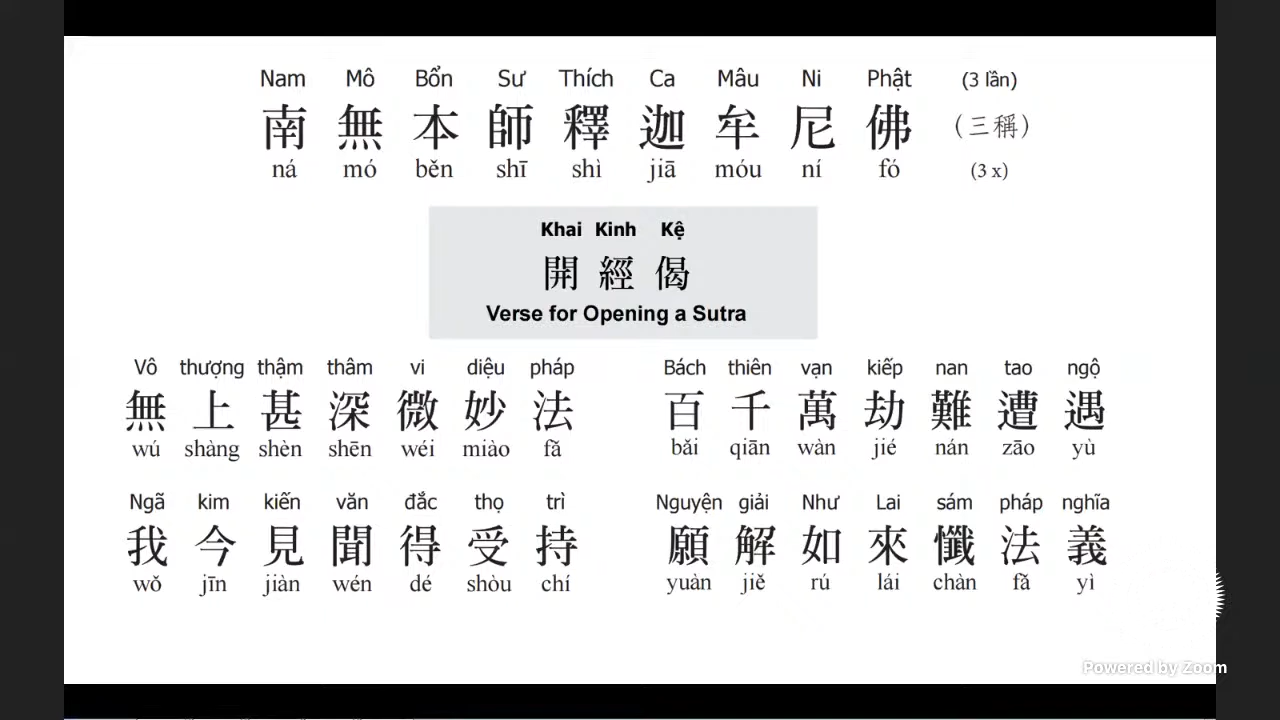 Nam Mô Bổn Sư Thích Ca Mâu Ni Phật (3 lần)
南無本師釋迦牟尼佛（三稱）
ná mó běn shī shì jiā móu ní fó (3 x)
Khai Kinh Kệ
開經偈
Verse for Opening a Sutra
Vô thượng thậm thâm vi diệu pháp
無上甚深微妙法
wú shàng shèn shēn wéi miào fǎ
Bách thiên vạn kiếp nan tao ngộ
百千萬劫難遭遇
bǎi qiān wàn jié nán zāo yù
Ngã kim kiến văn đắc thọ trì
我今見聞得受持
wǒ jīn jiàn wén dé shòu chí
Nguyện giải Như Lai sám pháp nghĩa
願解如來懺法義
yuàn jiě rú lái chàn fǎ yì
Powered by Zoom